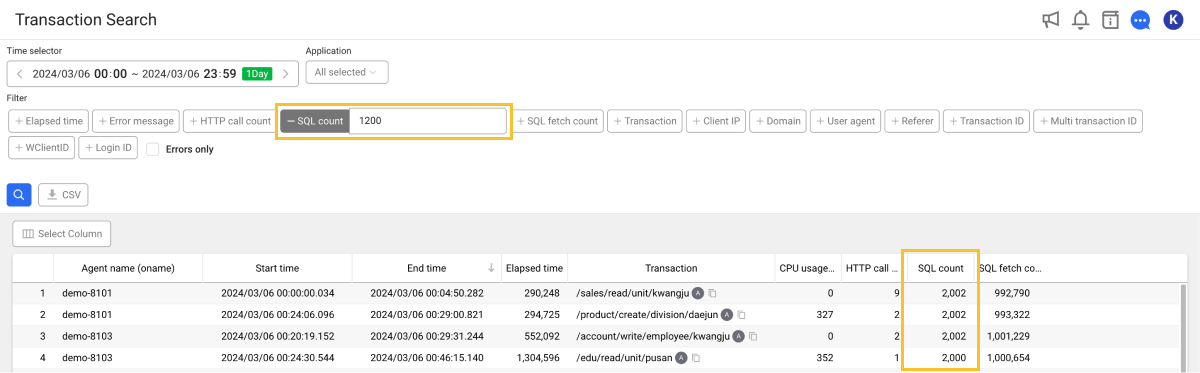 Transaction Search
K
Time selector
Application
2024/03/06 00:00 ~ 2024/03/06 23:59 1Day
All selected
Filter
+ Elapsed time + Error message + HTTP call count − SQL count 1200 + SQL fetch count + Transaction + Client IP + Domain + User agent + Referer + Transaction ID + Multi transaction ID
+ WClientID + Login ID Errors only
CSV
Select Column
Agent name (oname) Start time End time ↓ Elapsed time Transaction CPU usage... HTTP call ... SQL count SQL fetch co...
1 demo-8101 2024/03/06 00:00:00.034 2024/03/06 00:04:50.282 290,248 /sales/read/unit/kwangju A 0 9 2,002 992,790
2 demo-8101 2024/03/06 00:24:06.096 2024/03/06 00:29:00.821 294,725 /product/create/division/daejun A 327 2 2,002 993,322
3 demo-8103 2024/03/06 00:20:19.152 2024/03/06 00:29:31.244 552,092 /account/write/employee/kwangju A 0 2 2,002 1,001,229
4 demo-8103 2024/03/06 00:24:30.544 2024/03/06 00:46:15.140 1,304,596 /edu/read/unit/pusan A 352 1 2,000 1,000,654